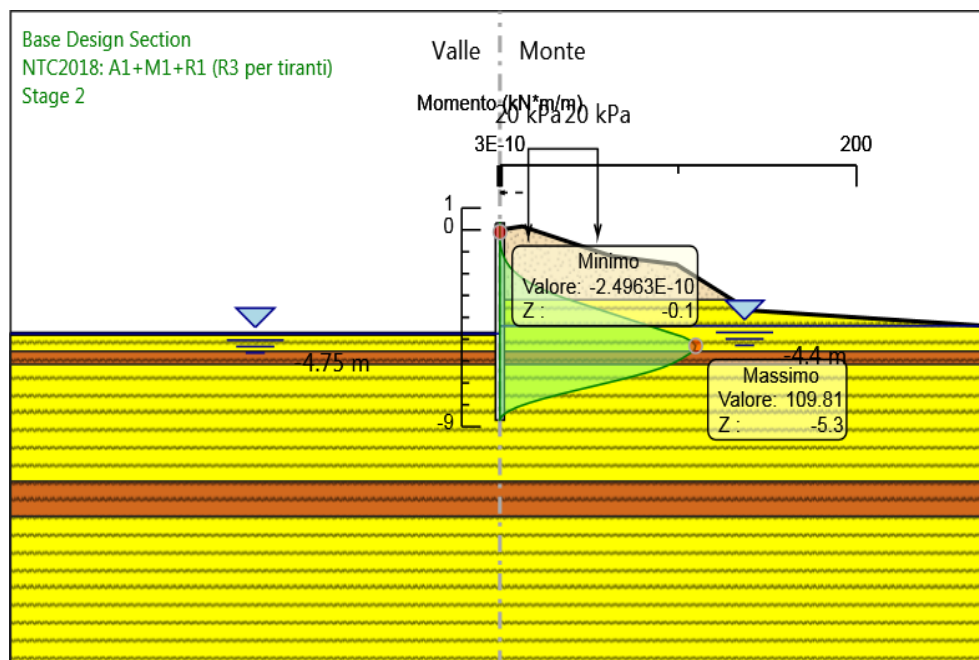 Base Design Section
NTC2018: A1+M1+R1 (R3 per tiranti)
Stage 2
Valle
Monte
Momento (kN*m/m)
20 kPa
20 kPa
3E-10
200
1
0
Minimo
Valore: -2.4963E-10
Z : -0.1
-4.75 m
-4.4 m
Massimo
Valore: 109.81
Z : -5.3
-9